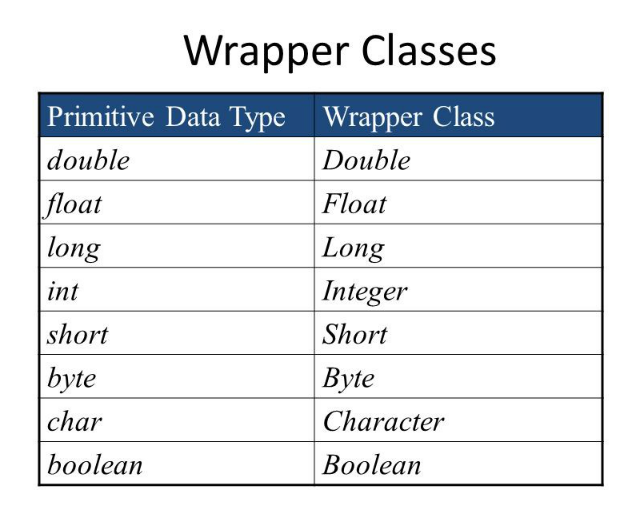 Wrapper Classes
Primitive Data Type Wrapper Class
double Double
float Float
long Long
int Integer
short Short
byte Byte
char Character
boolean Boolean